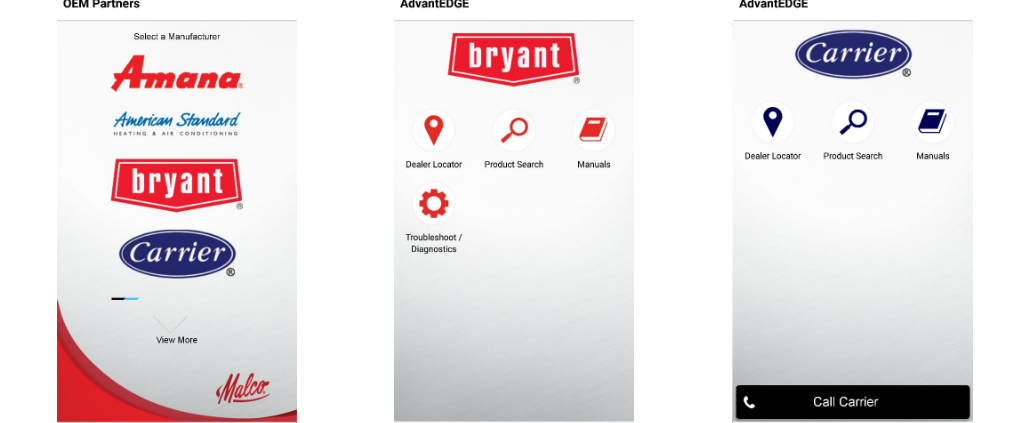 OEM Partners
Select a Manufacturer
Amana®
American Standard
HEATING & AIR CONDITIONING
bryant
®
Carrier
®
View More
Malco®
AdvantEDGE
bryant
®
Dealer Locator
Product Search
Manuals
Troubleshoot /
Diagnostics
AdvantEDGE
Carrier
®
Dealer Locator
Product Search
Manuals
Call Carrier